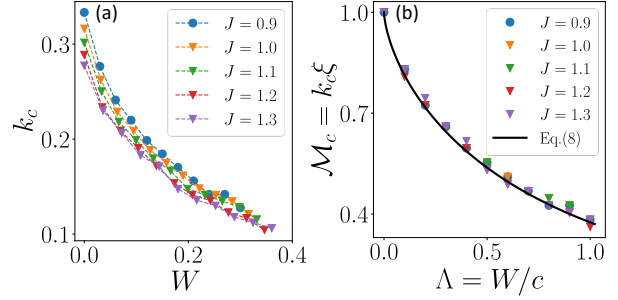 (a)
0.3
0.2
0.1
k_c
0.0
0.2
0.4
W
J = 0.9
J = 1.0
J = 1.1
J = 1.2
J = 1.3
(b)
1.0
0.7
0.4
ℳ_c = k_cξ
0.0
0.5
1.0
Λ = W/c
J = 0.9
J = 1.0
J = 1.1
J = 1.2
J = 1.3
Eq.(8)